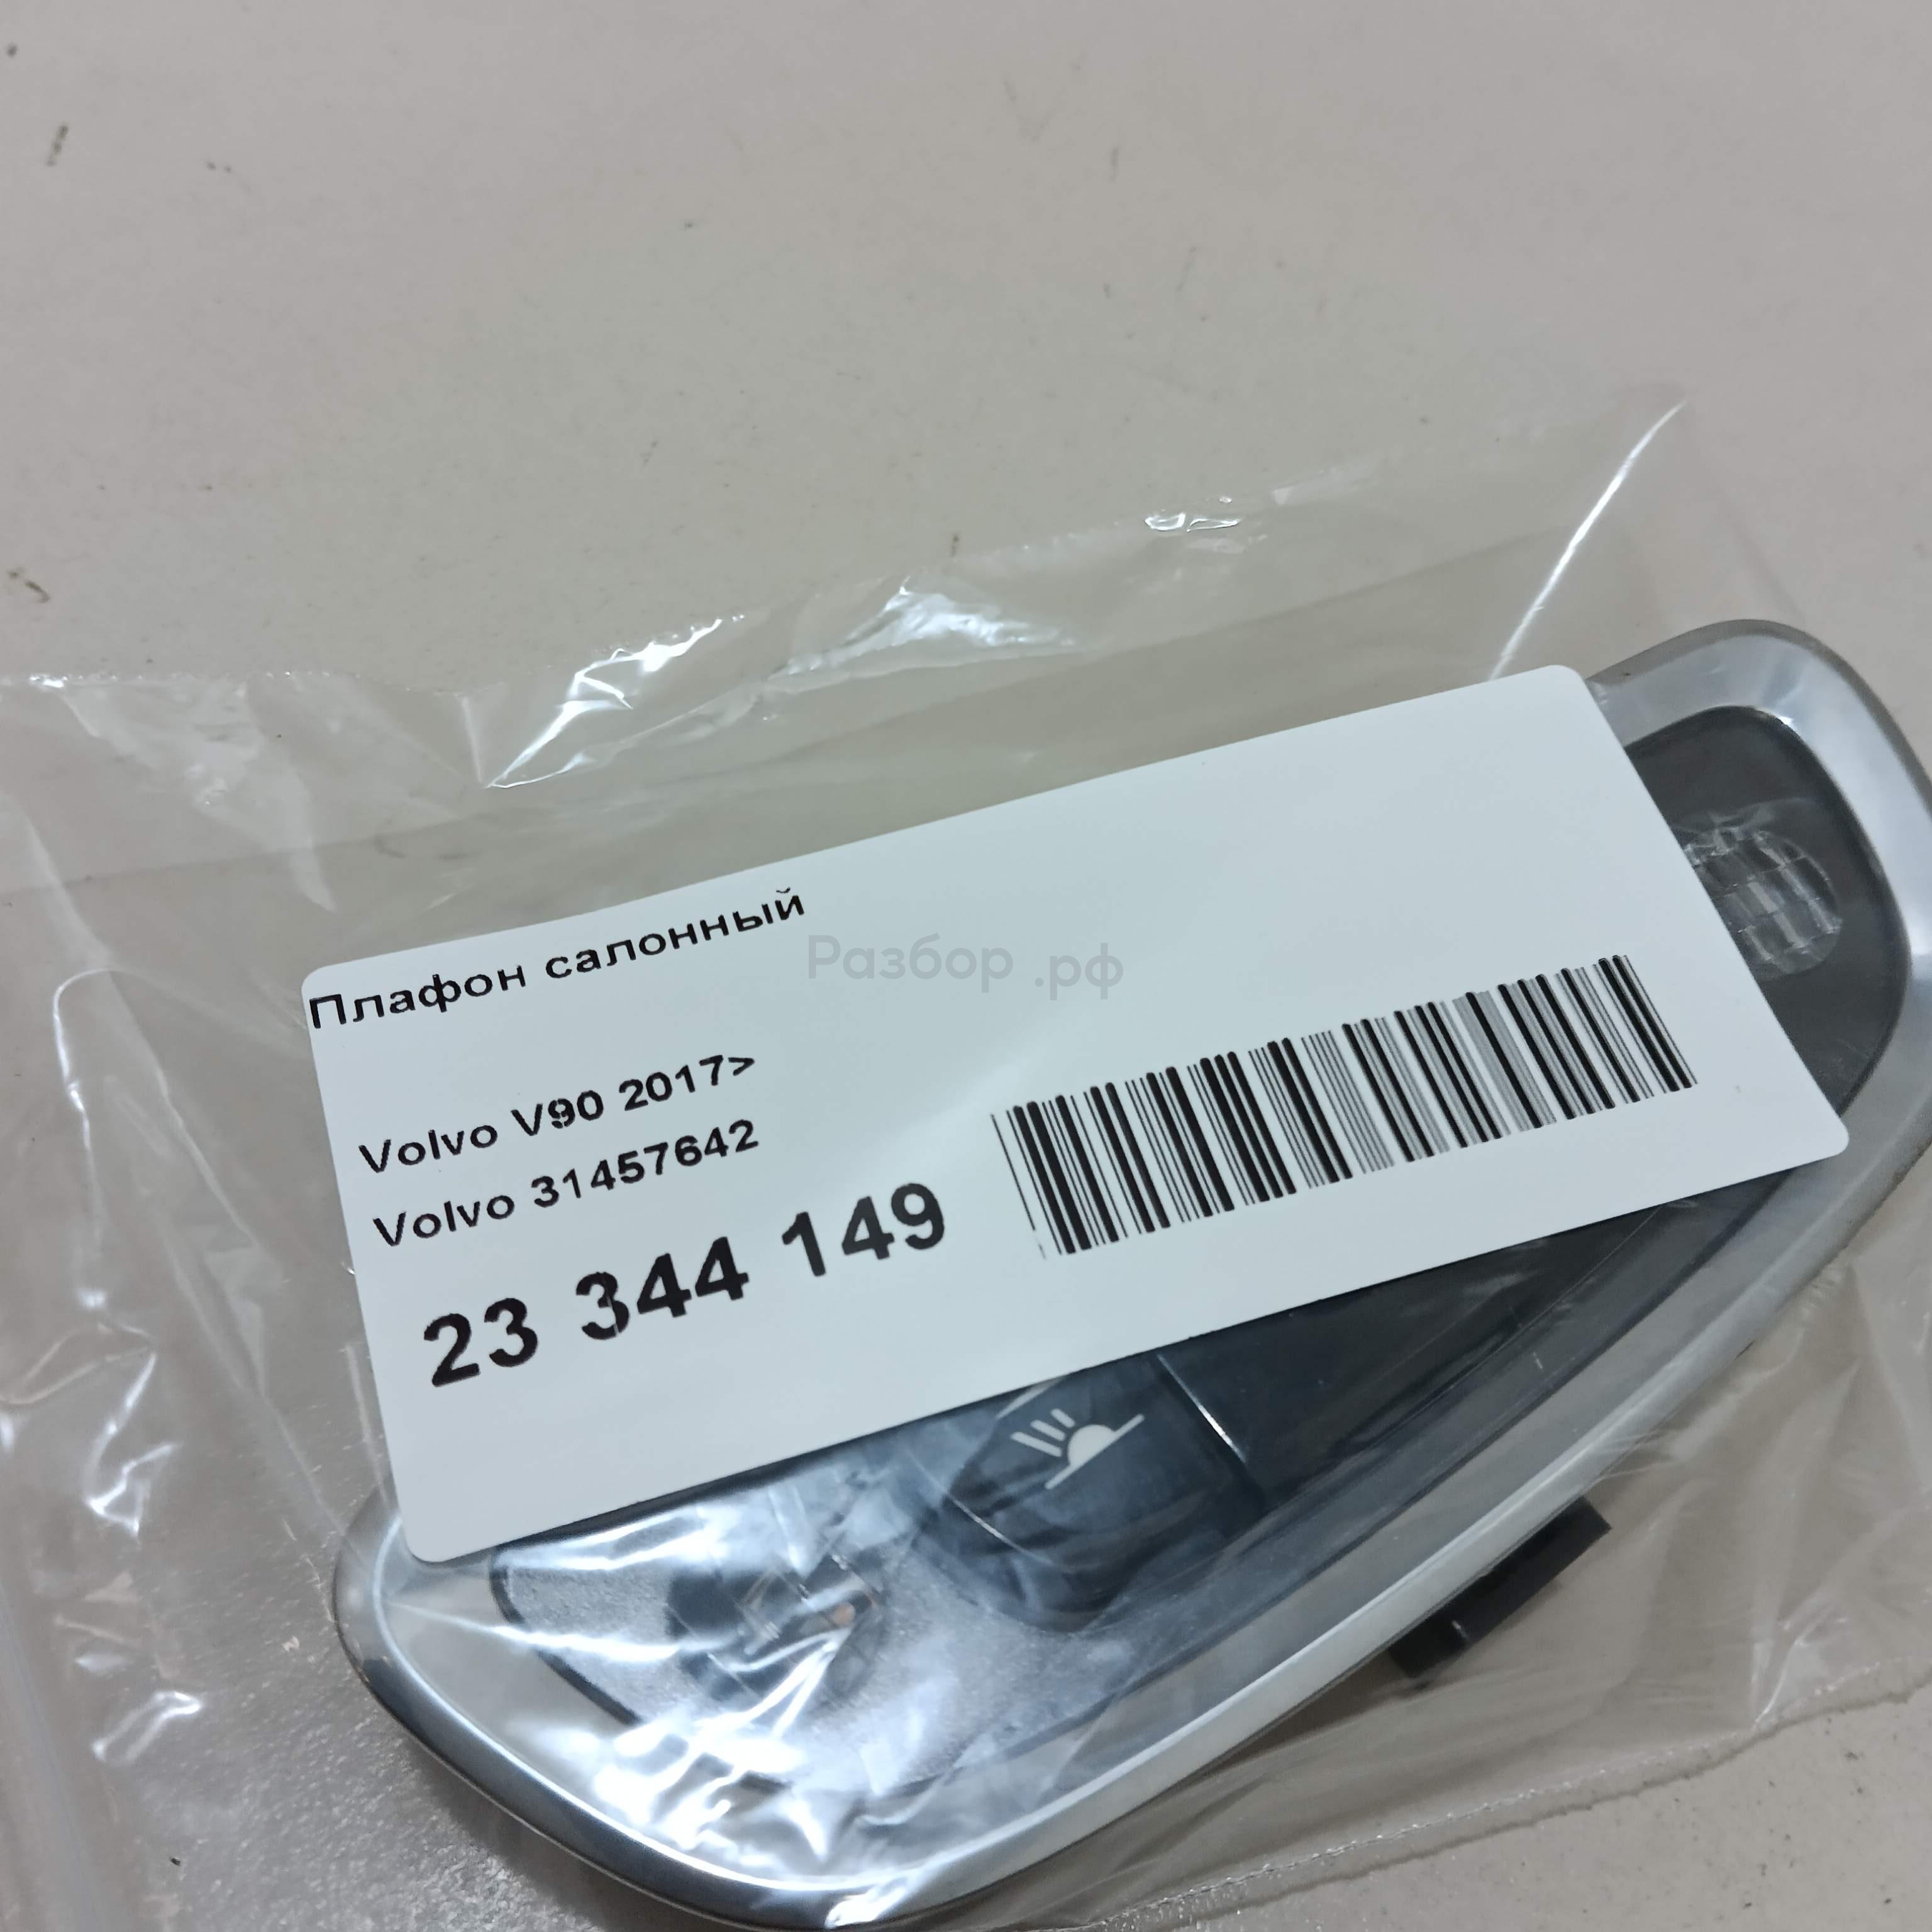 Плафон салонный
Разбор .рф
Volvo V90 2017>
Volvo 31457642
23 344 149